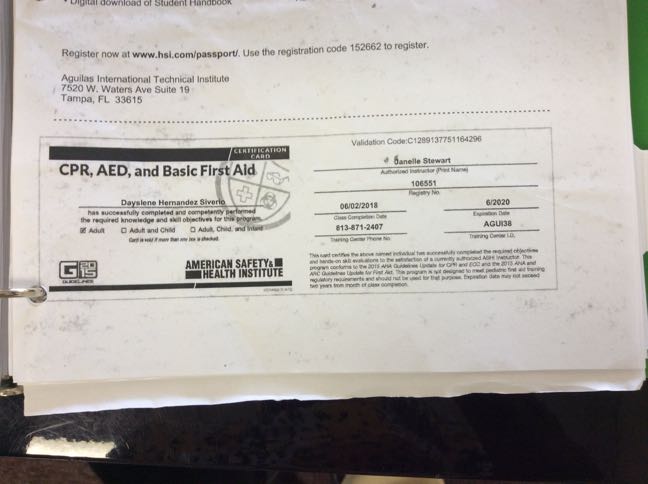 • Digital download of Student Handbook
Register now at www.hsi.com/passport/. Use the registration code 152662 to register.
Aguilas International Technical Institute
7520 W. Waters Ave Suite 19
Tampa, FL 33615
CERTIFICATION
CARD
CPR, AED, and Basic First Aid
Dayslene Hernandez Siverio
has successfully completed and competently performed
the required knowledge and skill objectives for this program.
Adult Adult and Child Adult, Child, and Infant
Card is void if more than one box is checked.
G 2015
GUIDELINES
AMERICAN SAFETY&
HEALTH INSTITUTE
Validation Code:C1289137751164296
Janelle Stewart
Authorized Instructor (Print Name)
106551
Registry No.
06/02/2018 6/2020
Class Completion Date Expiration Date
813-871-2407 AGUI38
Training Center Phone No. Training Center I.D.
This card certifies the above named individual has successfully completed the required objectives
and hands-on skill evaluations to the satisfaction of a currently authorized ASHI Instructor. This
program conforms to the 2015 AHA Guidelines Update for CPR and ECC and the 2015 AHA and
ARC Guidelines Update for First Aid. This program is not designed to meet pediatric first aid training
regulatory requirements and should not be used for that purpose. Expiration date may not exceed
two years from month of class completion.